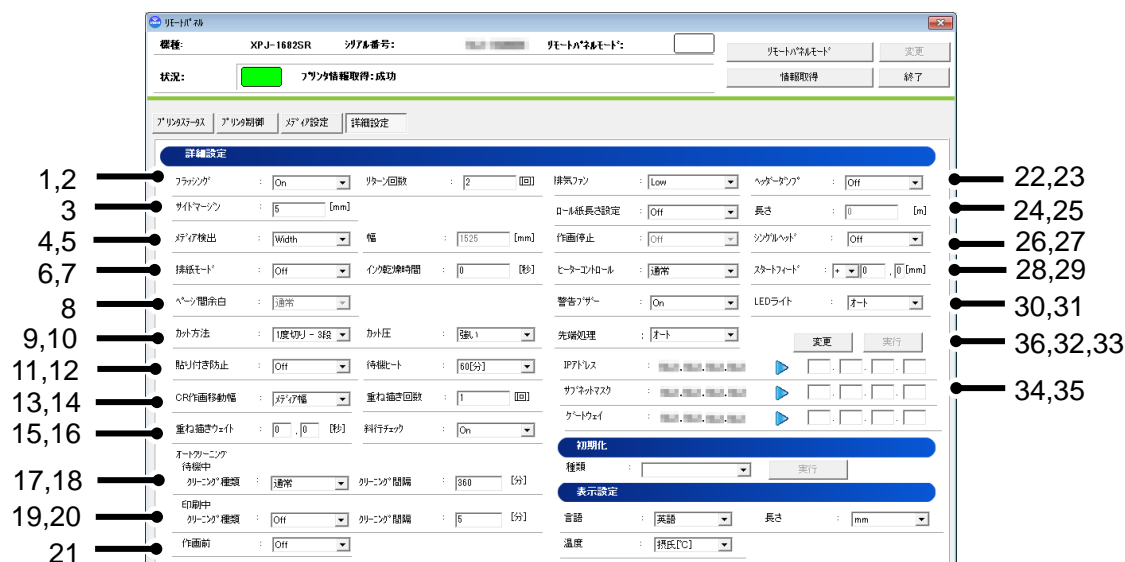 リモートパネル
機種: XPJ-1682SR シリアル番号: リモートパネルモード: リモートパネルモード 変更
状況: プリンタ情報取得:成功 情報取得 終了
プリンタステータス プリンタ制御 メディア設定 詳細設定
詳細設定
1,2 フラッシング : On リターン回数 : 2 [回] 排気ファン : Low ヘッダーダンプ : Off 22,23
3 サイドマージン : 5 [mm] ロール紙長さ設定 : Off 長さ : 0 [m] 24,25
4,5 メディア検出 : Width 幅 : 1525 [mm] 作画停止 : Off シングルヘッド : Off 26,27
6,7 排紙モード : Off インク乾燥時間 : 0 [秒] ヒーターコントロール : 通常 スタートフィード : + 0 , 0 [mm] 28,29
8 ページ間余白 : 通常 警告ブザー : On LEDライト : オート 30,31
9,10 カット方法 : 1度切り - 3段 カット圧 : 強い 先端処理 : オート 変更 実行 36,32,33
11,12 貼り付き防止 : Off 待機ヒート : 60[分] IPアドレス : . . . . . .
13,14 CR作画移動幅 : メディア幅 重ね描き回数 : 1 [回] サブネットマスク : . . . . . . 34,35
15,16 重ね描きウェイト : 0 , 0 [秒] 斜行チェック : On ゲートウェイ : . . . . . .
初期化
オートクリーニング
待機中 種類 : 実行
17,18 クリーニング種類 : 通常 クリーニング間隔 : 360 [分]
表示設定
印刷中
19,20 クリーニング種類 : Off クリーニング間隔 : 5 [分] 言語 : 英語 長さ : mm
21 作画前 : Off 温度 : 摂氏[℃]